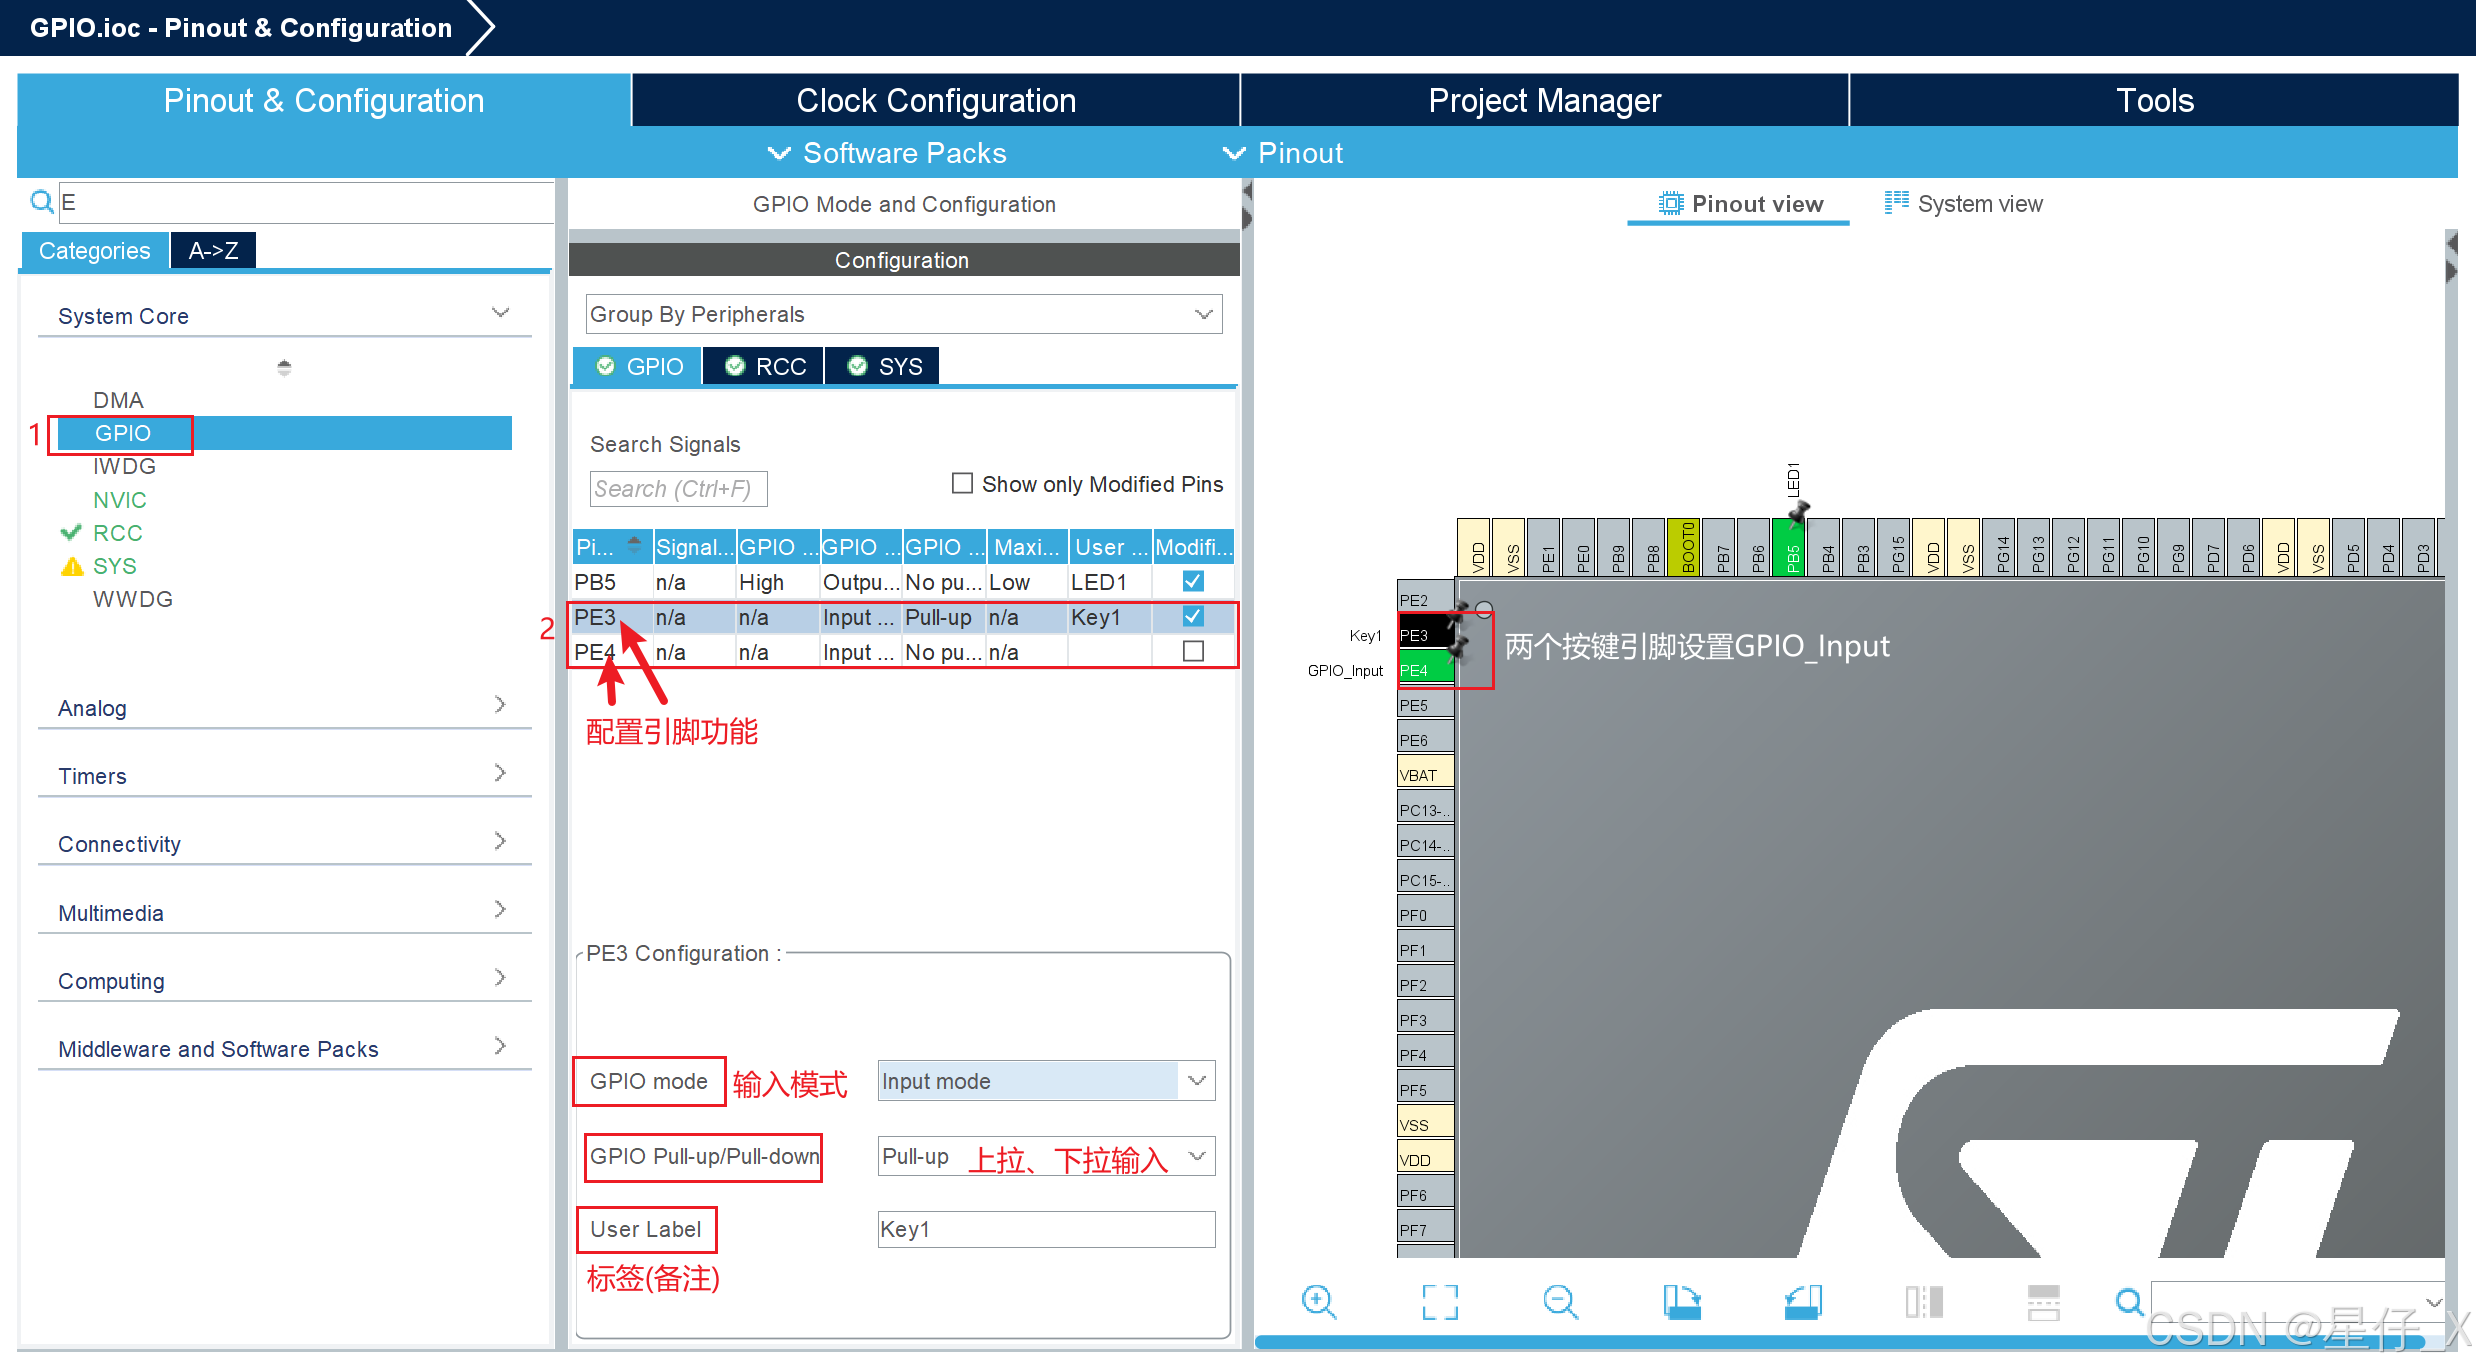 GPIO.ioc - Pinout & Configuration
Pinout & Configuration
Clock Configuration
Project Manager
Tools
Software Packs
Pinout
E
Categories
A->Z
System Core
DMA
1
GPIO
IWDG
NVIC
RCC
SYS
WWDG
Analog
Timers
Connectivity
Multimedia
Computing
Middleware and Software Packs
GPIO Mode and Configuration
Configuration
Group By Peripherals
GPIO
RCC
SYS
Search Signals
Search (Ctrl+F)
Show only Modified Pins
Pi... Signal... GPIO ... GPIO ... GPIO ... Maxi... User ... Modifi...
PB5 n/a High Outpu... No pu... Low LED1
2
PE3 n/a n/a Input ... Pull-up n/a Key1
PE4 n/a n/a Input ... No pu... n/a
配置引脚功能
PE3 Configuration :
GPIO mode 输入模式 Input mode
GPIO Pull-up/Pull-down Pull-up 上拉、下拉输入
User Label Key1
标签(备注)
Pinout view
System view
LED1
VDD VSS PE1 PE0 PB9 PB8 BOOT0 PB7 PB6 PB5 PB4 PB3 PG15 VDD VSS PG14 PG13 PG12 PG11 PG10 PG9 PD7 PD6 VDD VSS PD5 PD4 PD3
PE2
Key1 PE3
两个按键引脚设置GPIO_Input
GPIO_Input PE4
PE5
PE6
VBAT
PC13-..
PC14-..
PC15-..
PF0
PF1
PF2
PF3
PF4
PF5
VSS
VDD
PF6
PF7
CSDN @星仔_X